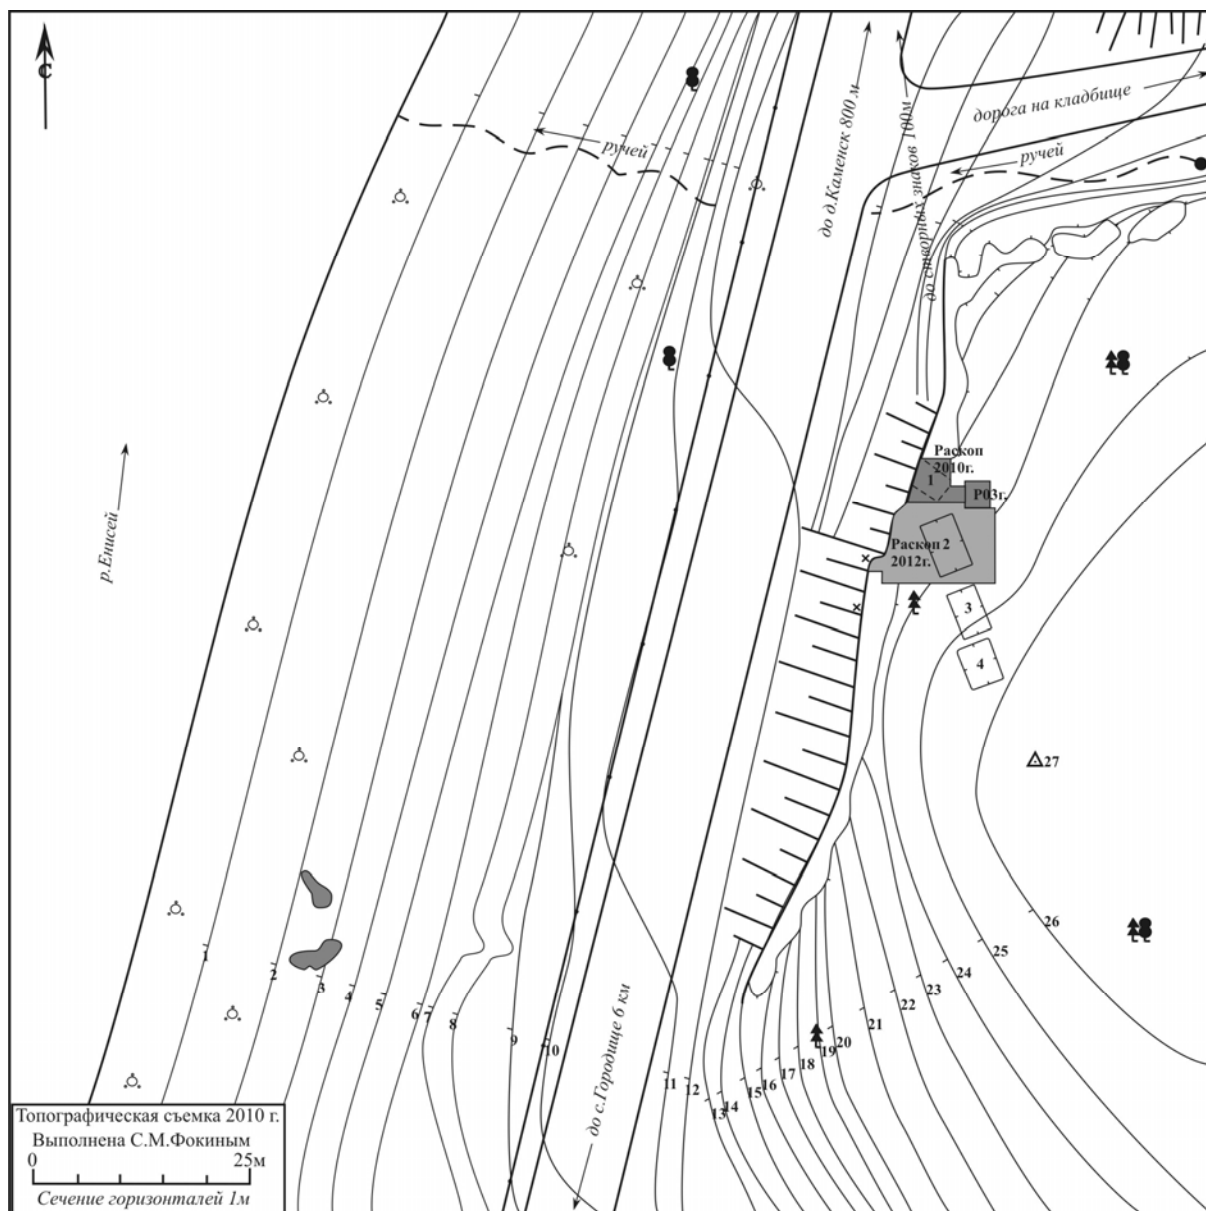 С
ручей
до д.Каменск 800 м
до створных знаков 100м
дорога на кладбище
ручей
р.Енисей
Раскоп
2010г.
1
Р03г.
Раскоп 2
2012г.
3
4
27
26
25
24
23
22
21
20
19
18
17
16
15
14
13
12
11
10
9
8
7
6
5
4
3
2
1
до с.Городище 6 км
Топографическая съемка 2010 г.
Выполнена С.М.Фокиным
0 25м
Сечение горизонталей 1м